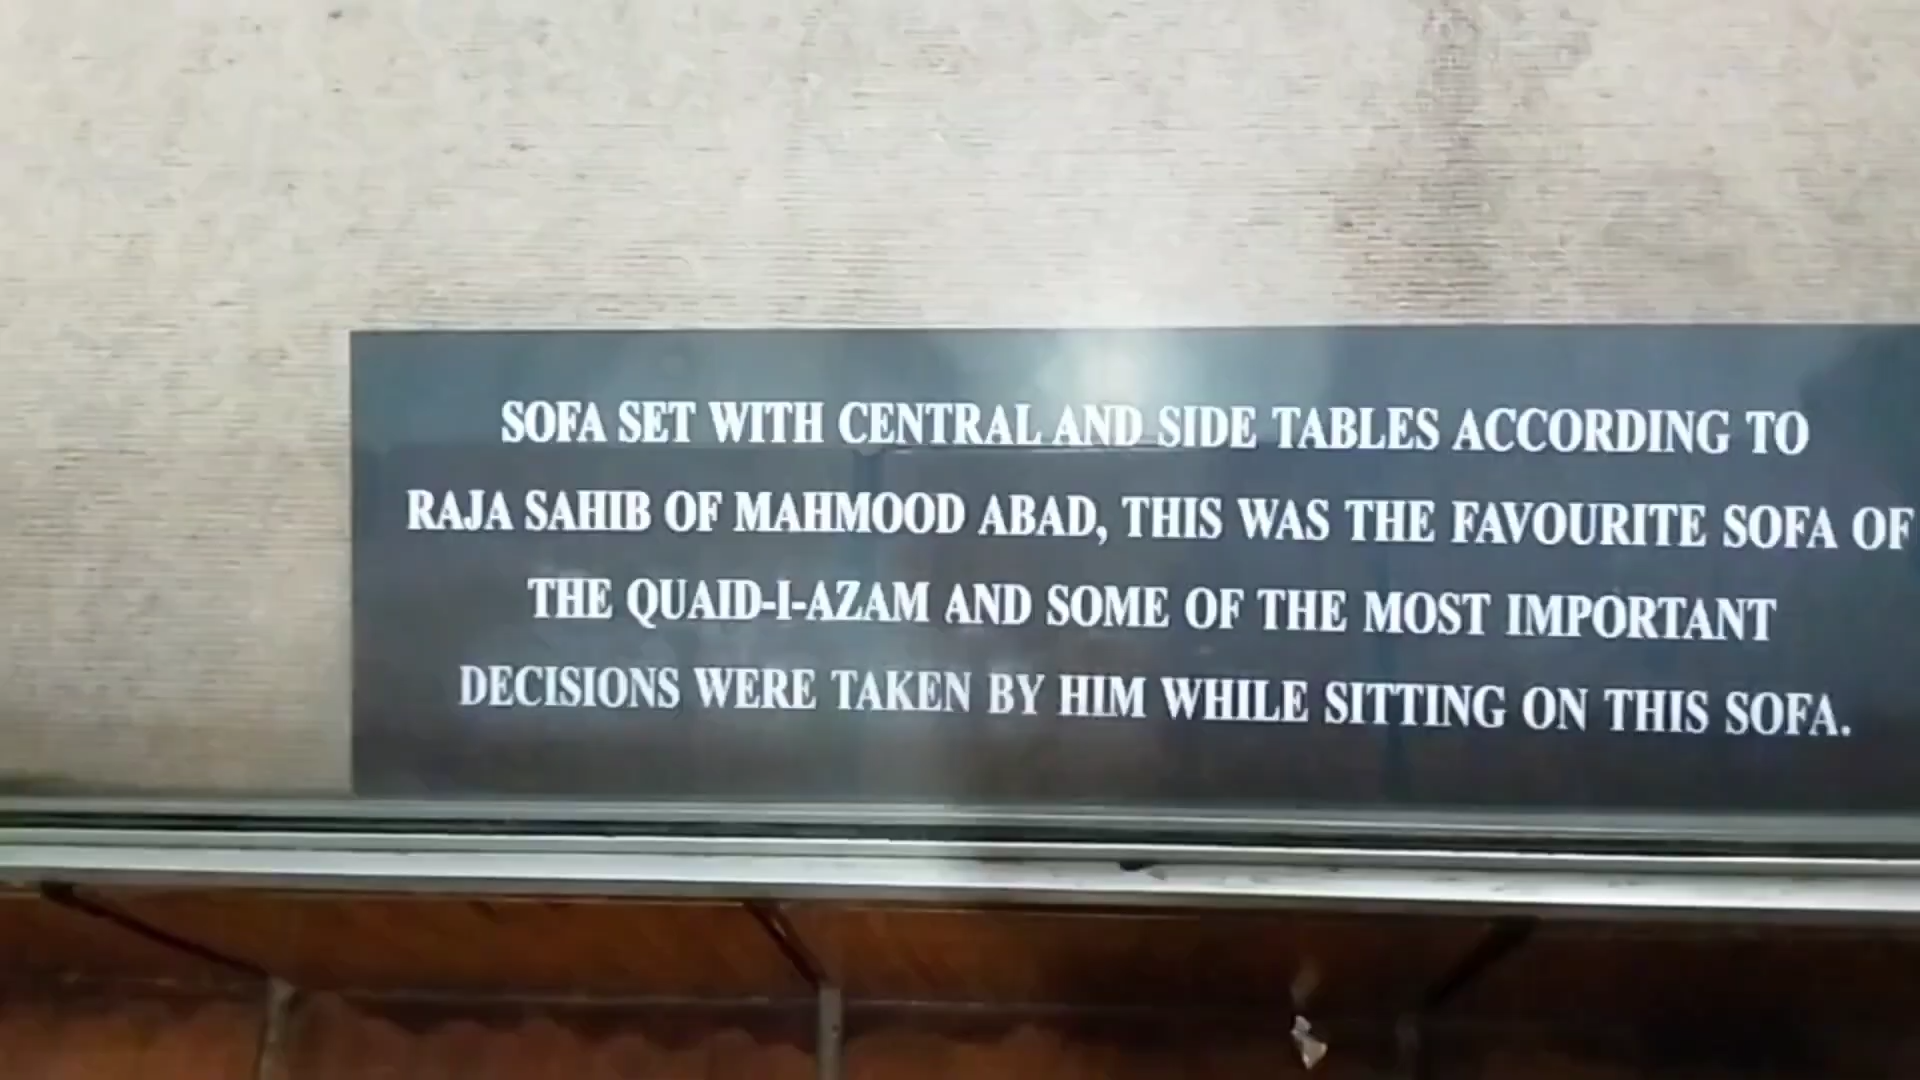 SOFA SET WITH CENTRAL AND SIDE TABLES ACCORDING TO
RAJA SAHIB OF MAHMOOD ABAD, THIS WAS THE FAVOURITE SOFA OF
THE QUAID-I-AZAM AND SOME OF THE MOST IMPORTANT
DECISIONS WERE TAKEN BY HIM WHILE SITTING ON THIS SOFA.